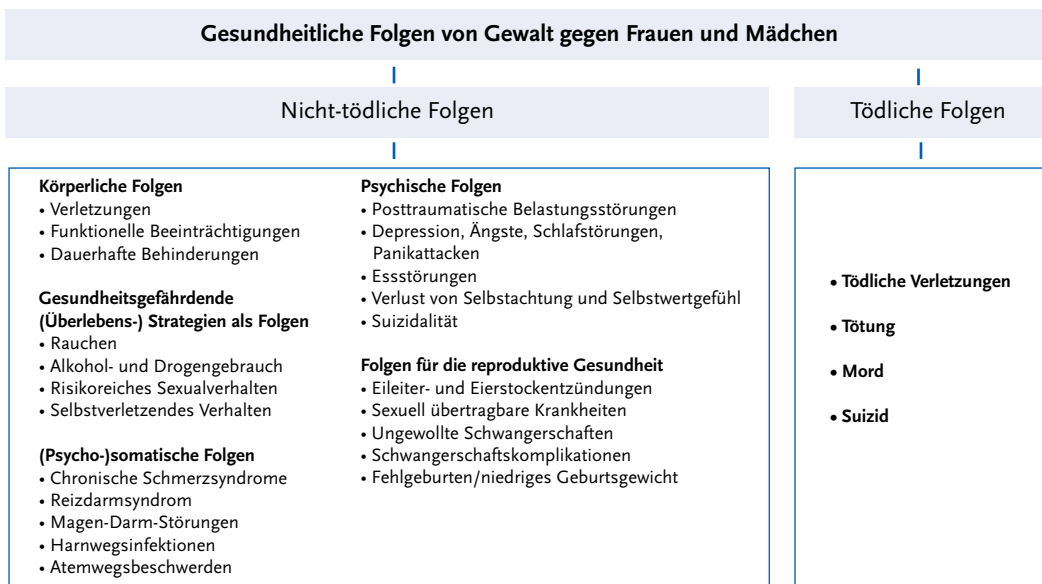 Gesundheitliche Folgen von Gewalt gegen Frauen und Mädchen
Nicht-tödliche Folgen
Körperliche Folgen
• Verletzungen
• Funktionelle Beeinträchtigungen
• Dauerhafte Behinderungen
Gesundheitsgefährdende
(Überlebens-) Strategien als Folgen
• Rauchen
• Alkohol- und Drogengebrauch
• Risikoreiches Sexualverhalten
• Selbstverletzendes Verhalten
(Psycho-)somatische Folgen
• Chronische Schmerzsyndrome
• Reizdarmsyndrom
• Magen-Darm-Störungen
• Harnwegsinfektionen
• Atemwegsbeschwerden
Psychische Folgen
• Posttraumatische Belastungsstörungen
• Depression, Ängste, Schlafstörungen,
Panikattacken
• Essstörungen
• Verlust von Selbstachtung und Selbstwertgefühl
• Suizidalität
Folgen für die reproduktive Gesundheit
• Eileiter- und Eierstockentzündungen
• Sexuell übertragbare Krankheiten
• Ungewollte Schwangerschaften
• Schwangerschaftskomplikationen
• Fehlgeburten/niedriges Geburtsgewicht
Tödliche Folgen
• Tödliche Verletzungen
• Tötung
• Mord
• Suizid